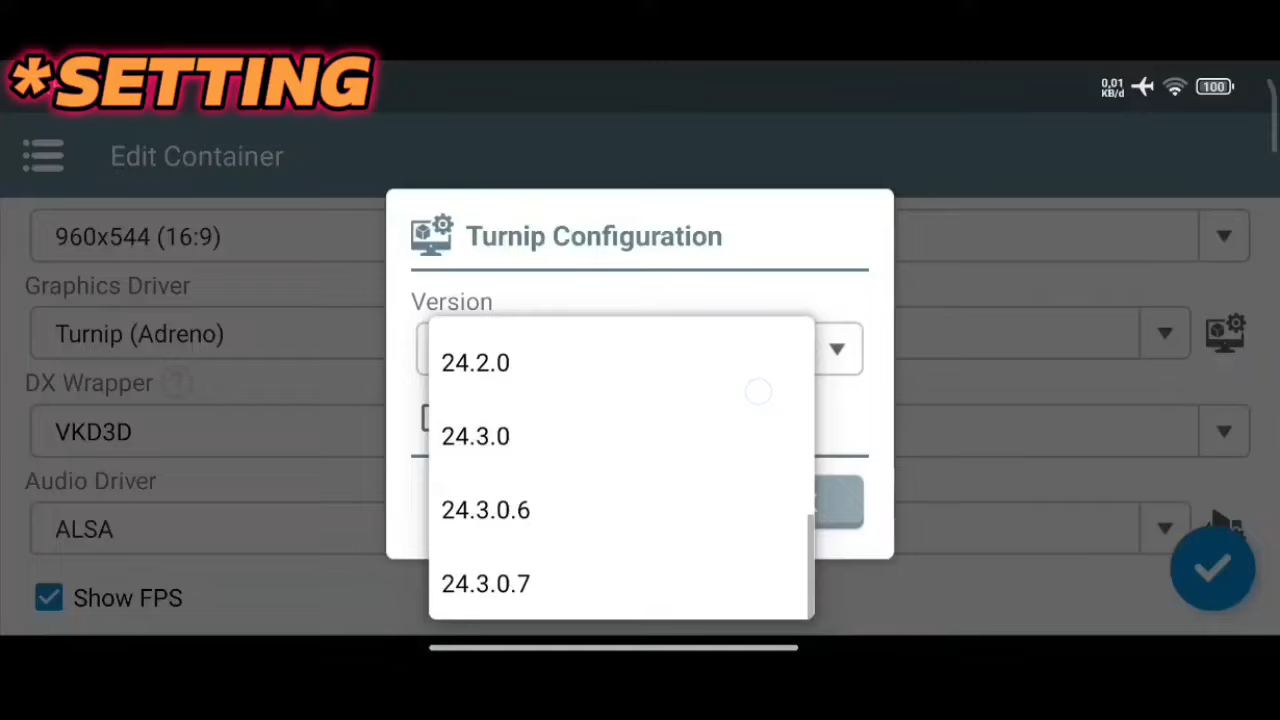 *SETTING
0,01
KB/d
100
Edit Container
960x544 (16:9)
Graphics Driver
Turnip (Adreno)
DX Wrapper
?
VKD3D
Audio Driver
ALSA
Show FPS
Turnip Configuration
Version
24.2.0
24.3.0
24.3.0.6
24.3.0.7